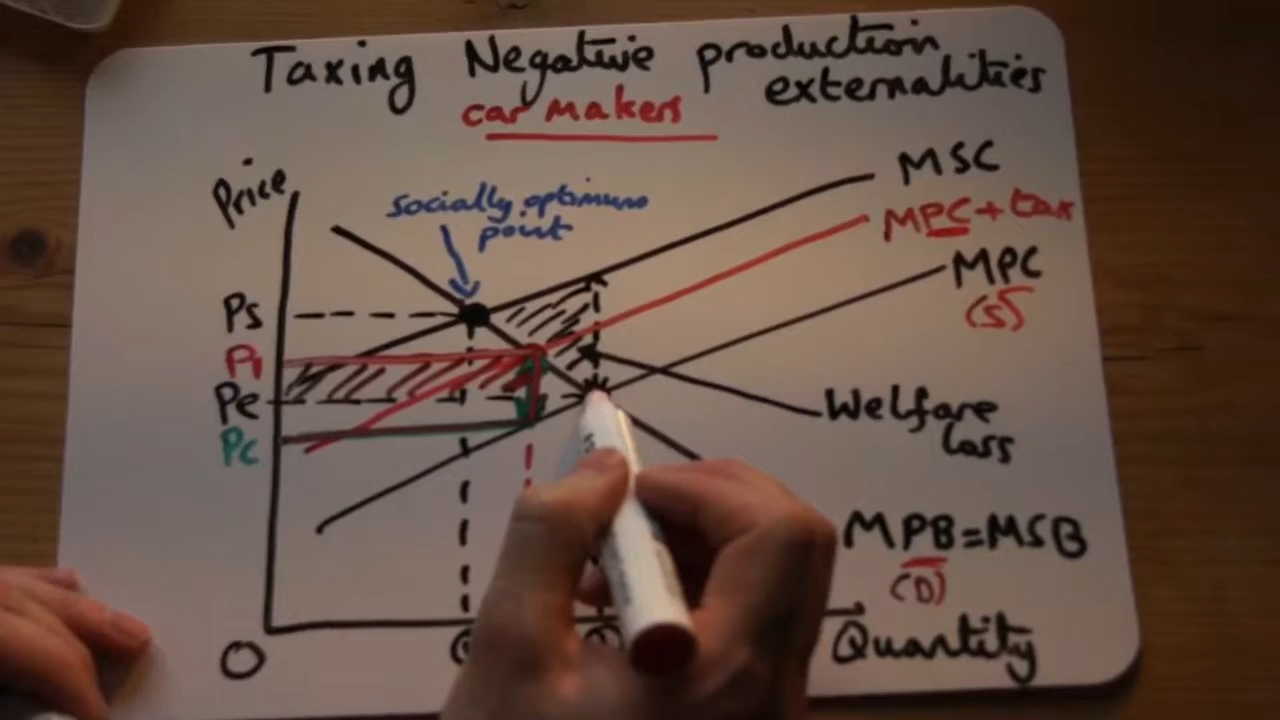 Taxing Negative production
externalities
car makers
Price
MSC
socially optimum
point
MPC + tax
MPC
(S)
Ps
P1
Pe
Pc
Welfare
loss
MPB=MSB
(D)
O
Quantity